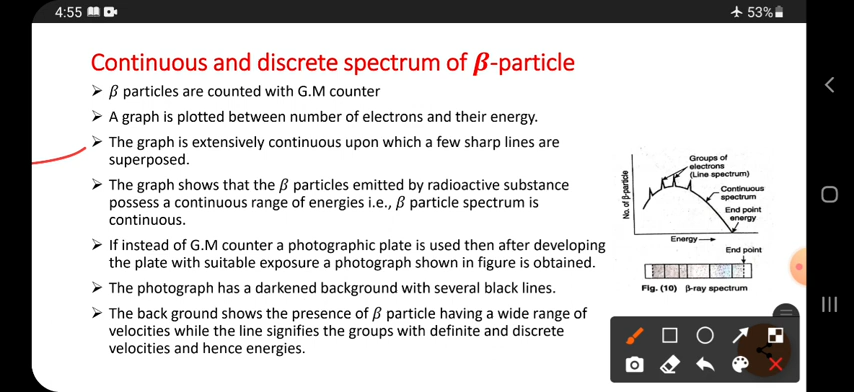 4:55
53%
Continuous and discrete spectrum of β-particle
➢ β particles are counted with G.M counter
➢ A graph is plotted between number of electrons and their energy.
➢ The graph is extensively continuous upon which a few sharp lines are
superposed.
➢ The graph shows that the β particles emitted by radioactive substance
possess a continuous range of energies i.e., β particle spectrum is
continuous.
➢ If instead of G.M counter a photographic plate is used then after developing
the plate with suitable exposure a photograph shown in figure is obtained.
➢ The photograph has a darkened background with several black lines.
➢ The back ground shows the presence of β particle having a wide range of
velocities while the line signifies the groups with definite and discrete
velocities and hence energies.
Groups of
electrons
(Line spectrum)
Continuous
spectrum
End point
energy
No. of β-particle
Energy
End point
Fig. (10) β-ray spectrum